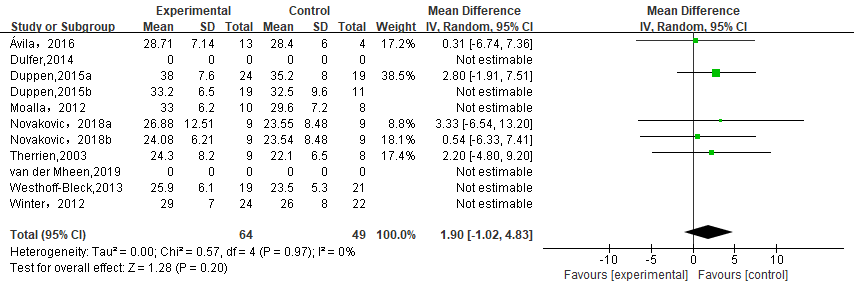 Experimental Control Mean Difference Mean Difference
Study or Subgroup Mean SD Total Mean SD Total Weight IV, Random, 95% CI IV, Random, 95% CI
Ávila，2016 28.71 7.14 13 28.4 6 4 17.2% 0.31 [-6.74, 7.36]
Dulfer,2014 0 0 0 0 0 0 Not estimable
Duppen,2015a 38 7.6 24 35.2 8 19 38.5% 2.80 [-1.91, 7.51]
Duppen,2015b 33.2 6.5 19 32.5 9.6 11 Not estimable
Moalla，2012 33 6.2 10 29.6 7.2 8 Not estimable
Novakovic，2018a 26.88 12.51 9 23.55 8.48 9 8.8% 3.33 [-6.54, 13.20]
Novakovic，2018b 24.08 6.21 9 23.54 8.48 9 18.1% 0.54 [-6.33, 7.41]
Therrien,2003 24.3 8.2 9 22.1 6.5 8 17.4% 2.20 [-4.80, 9.20]
van der Mheen,2019 0 0 0 0 0 0 Not estimable
Westhoff-Bleck,2013 25.9 6.1 19 23.5 5.3 21 Not estimable
Winter，2012 29 7 24 26 8 22 Not estimable
Total (95% CI) 64 49 100.0% 1.90 [-1.02, 4.83]
Heterogeneity: Tau² = 0.00; Chi² = 0.57, df = 4 (P = 0.97); I² = 0%
Test for overall effect: Z = 1.28 (P = 0.20)
-10 -5 0 5 10
Favours [experimental] Favours [control]